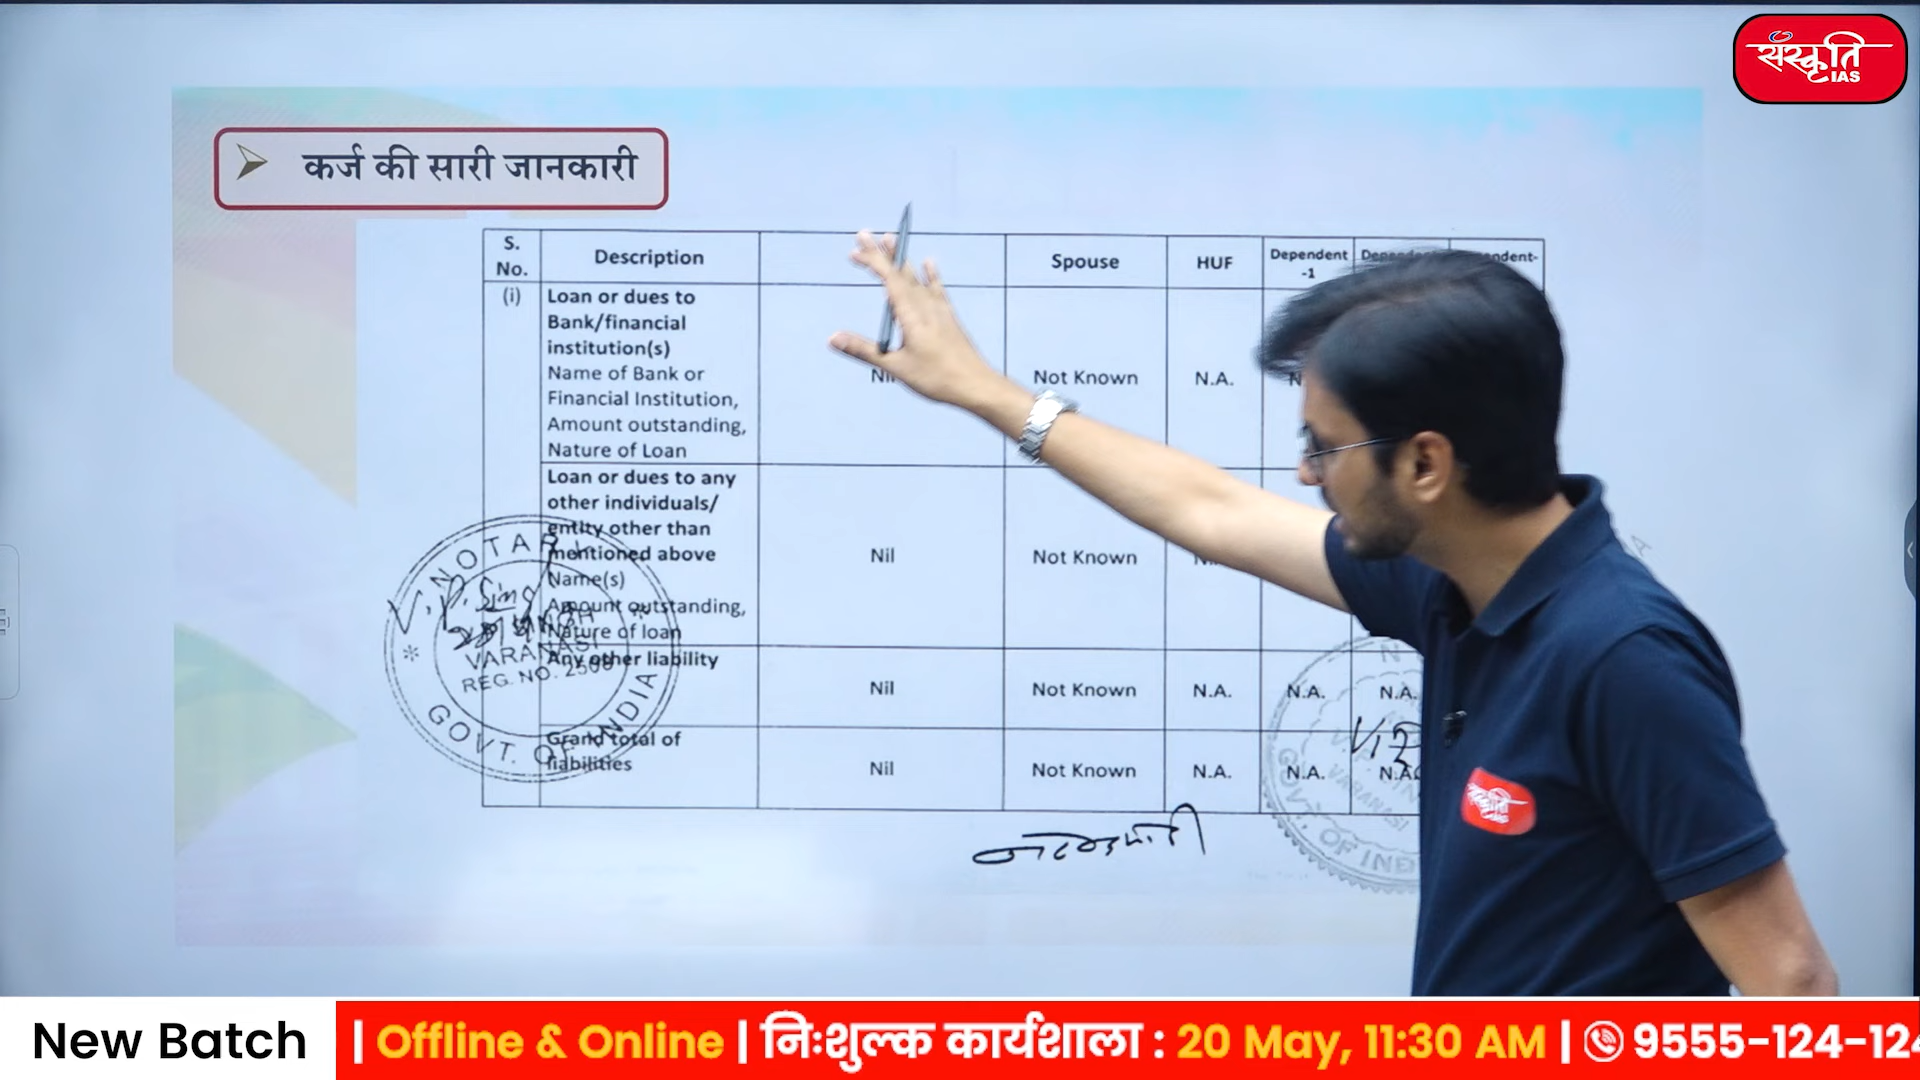 संस्कृति
IAS
कर्ज की सारी जानकारी
S. No.
Description
Spouse
HUF
Dependent
-1
(i)
Loan or dues to
Bank/financial
institution(s)
Name of Bank or
Financial Institution,
Amount outstanding,
Nature of Loan
Nil
Not Known
N.A.
Loan or dues to any
other individuals/
entity other than
mentioned above
Name(s)
Amount outstanding,
Nature of loan
Nil
Not Known
Any other liability
Nil
Not Known
N.A.
N.A.
N.A.
Grand total of
liabilities
Nil
Not Known
N.A.
N.A.
N.A.
NOTARY
VARANASI
REG. NO.
GOVT. OF INDIA
New Batch
| Offline & Online | निःशुल्क कार्यशाला : 20 May, 11:30 AM | 9555-124-124